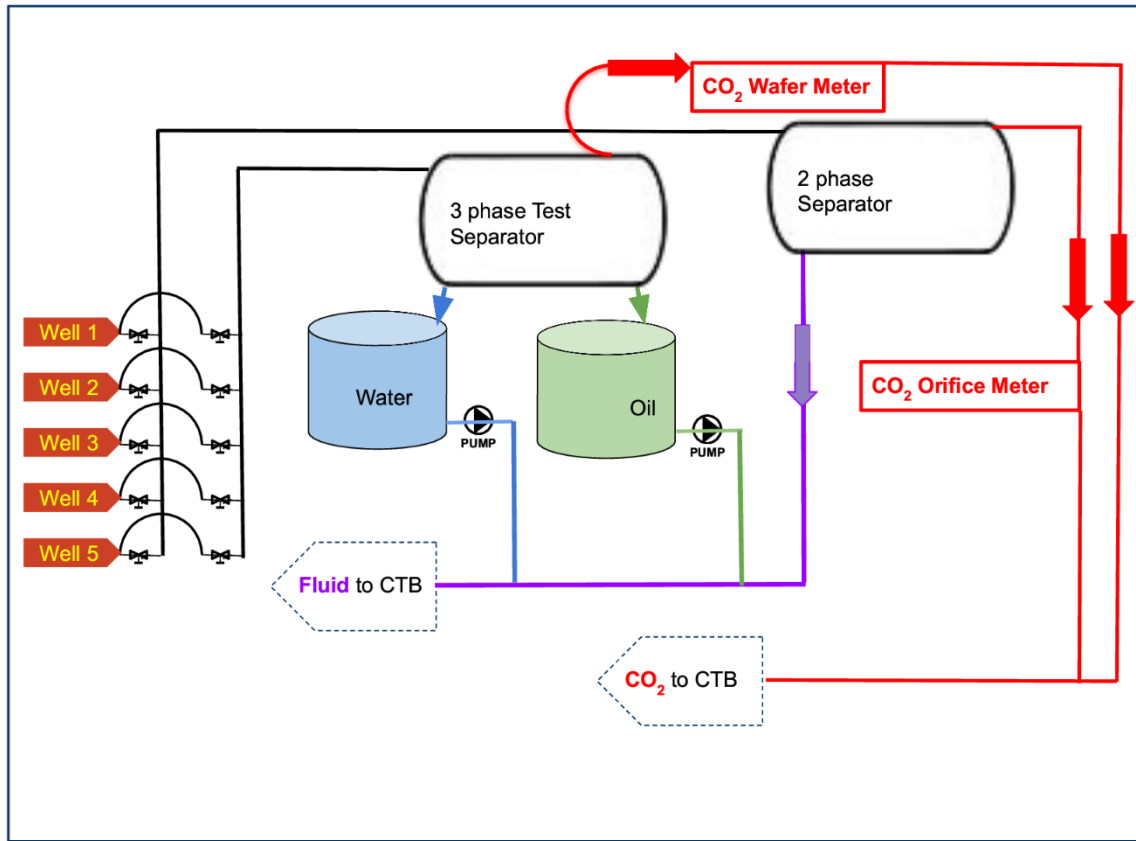 CO2 Wafer Meter
3 phase Test
Separator
2 phase
Separator
Well 1
Well 2
Well 3
Well 4
Well 5
Water
Oil
PUMP
PUMP
CO2 Orifice Meter
Fluid to CTB
CO2 to CTB